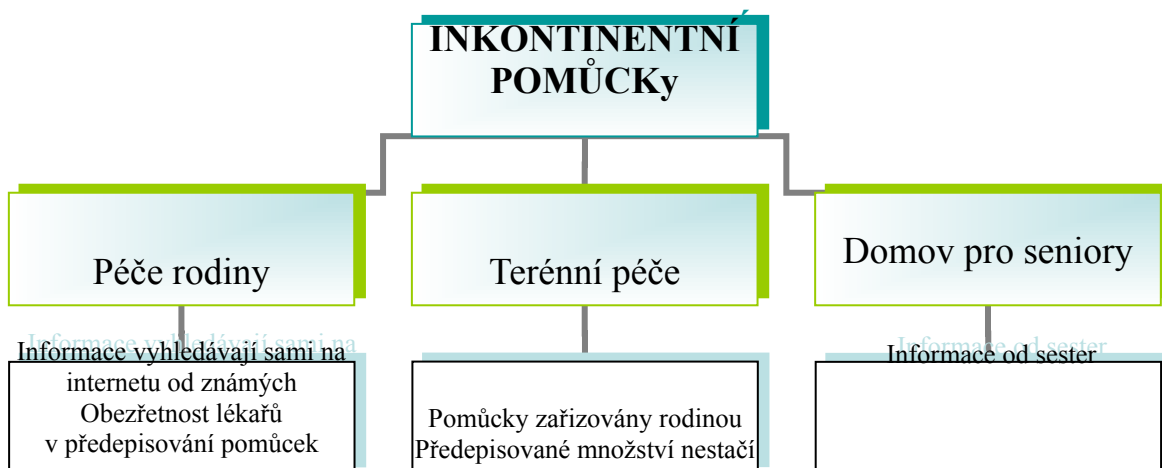 INKONTINENTNÍ
POMŮCKy
Péče rodiny
Terénní péče
Domov pro seniory
Informace vyhledávají sami na
internetu od známých
Obezřetnost lékařů
v předepisování pomůcek
Pomůcky zařizovány rodinou
Předepisované množství nestačí
Informace od sester